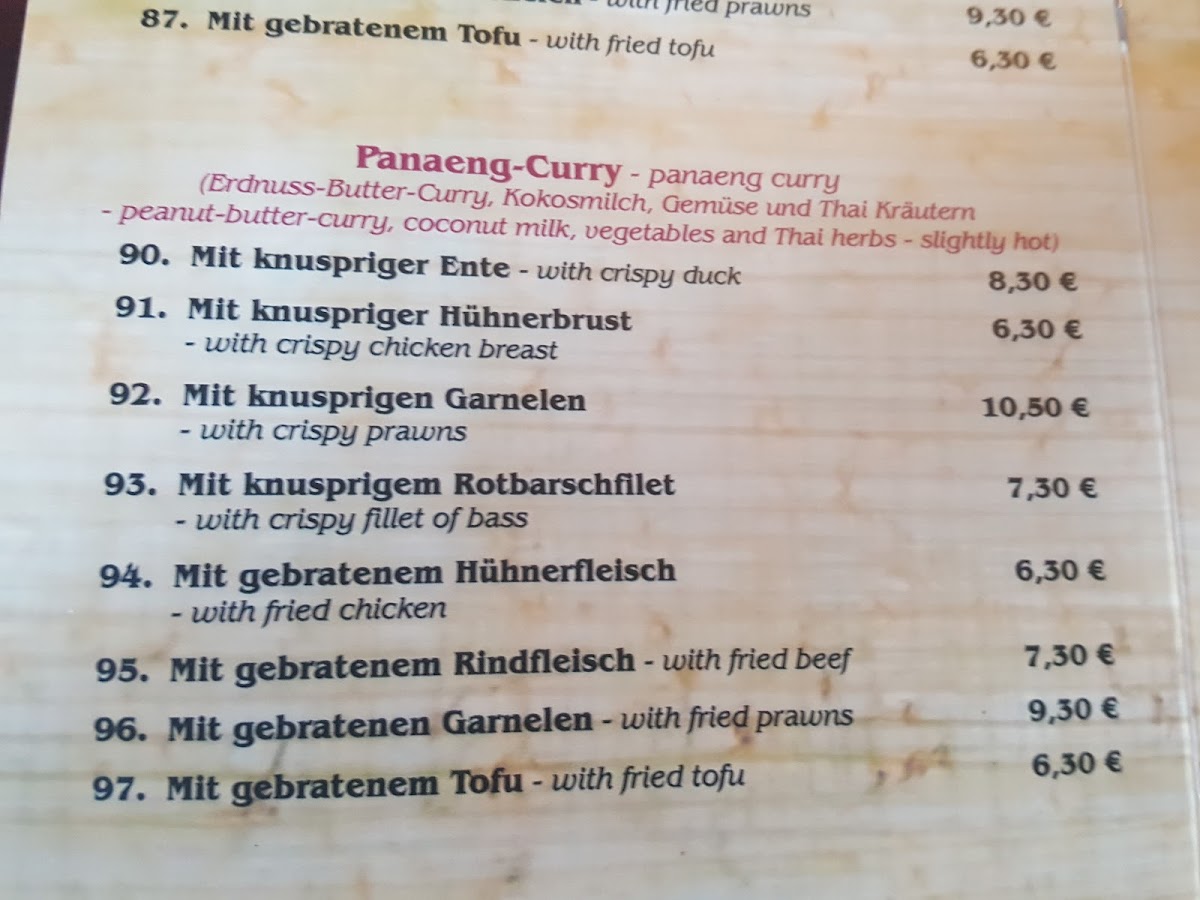 with fried prawns 9,30 €
87. Mit gebratenem Tofu - with fried tofu 6,30 €
Panaeng-Curry - panaeng curry
(Erdnuss-Butter-Curry, Kokosmilch, Gemüse und Thai Kräutern
- peanut-butter-curry, coconut milk, vegetables and Thai herbs - slightly hot)
90. Mit knuspriger Ente - with crispy duck 8,30 €
91. Mit knuspriger Hühnerbrust 6,30 €
- with crispy chicken breast
92. Mit knusprigen Garnelen 10,50 €
- with crispy prawns
93. Mit knusprigem Rotbarschfilet 7,30 €
- with crispy fillet of bass
94. Mit gebratenem Hühnerfleisch 6,30 €
- with fried chicken
95. Mit gebratenem Rindfleisch - with fried beef 7,30 €
96. Mit gebratenen Garnelen - with fried prawns 9,30 €
97. Mit gebratenem Tofu - with fried tofu 6,30 €